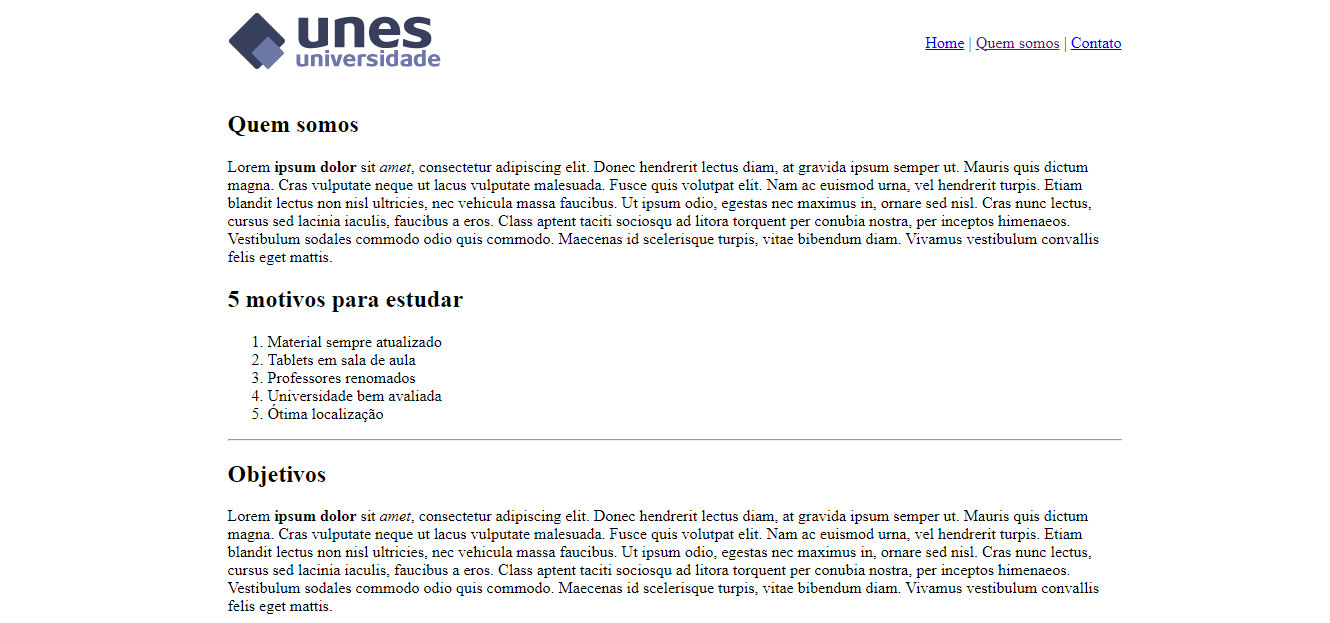 unes
universidade
Home | Quem somos | Contato
Quem somos
Lorem ipsum dolor sit amet, consectetur adipiscing elit. Donec hendrerit lectus diam, at gravida ipsum semper ut. Mauris quis dictum
magna. Cras vulputate neque ut lacus vulputate malesuada. Fusce quis volutpat elit. Nam ac euismod urna, vel hendrerit turpis. Etiam
blandit lectus non nisl ultricies, nec vehicula massa faucibus. Ut ipsum odio, egestas nec maximus in, ornare sed nisl. Cras nunc lectus,
cursus sed lacinia iaculis, faucibus a eros. Class aptent taciti sociosqu ad litora torquent per conubia nostra, per inceptos himenaeos.
Vestibulum sodales commodo odio quis commodo. Maecenas id scelerisque turpis, vitae bibendum diam. Vivamus vestibulum convallis
felis eget mattis.
5 motivos para estudar
1. Material sempre atualizado
2. Tablets em sala de aula
3. Professores renomados
4. Universidade bem avaliada
5. Ótima localização
Objetivos
Lorem ipsum dolor sit amet, consectetur adipiscing elit. Donec hendrerit lectus diam, at gravida ipsum semper ut. Mauris quis dictum
magna. Cras vulputate neque ut lacus vulputate malesuada. Fusce quis volutpat elit. Nam ac euismod urna, vel hendrerit turpis. Etiam
blandit lectus non nisl ultricies, nec vehicula massa faucibus. Ut ipsum odio, egestas nec maximus in, ornare sed nisl. Cras nunc lectus,
cursus sed lacinia iaculis, faucibus a eros. Class aptent taciti sociosqu ad litora torquent per conubia nostra, per inceptos himenaeos.
Vestibulum sodales commodo odio quis commodo. Maecenas id scelerisque turpis, vitae bibendum diam. Vivamus vestibulum convallis
felis eget mattis.